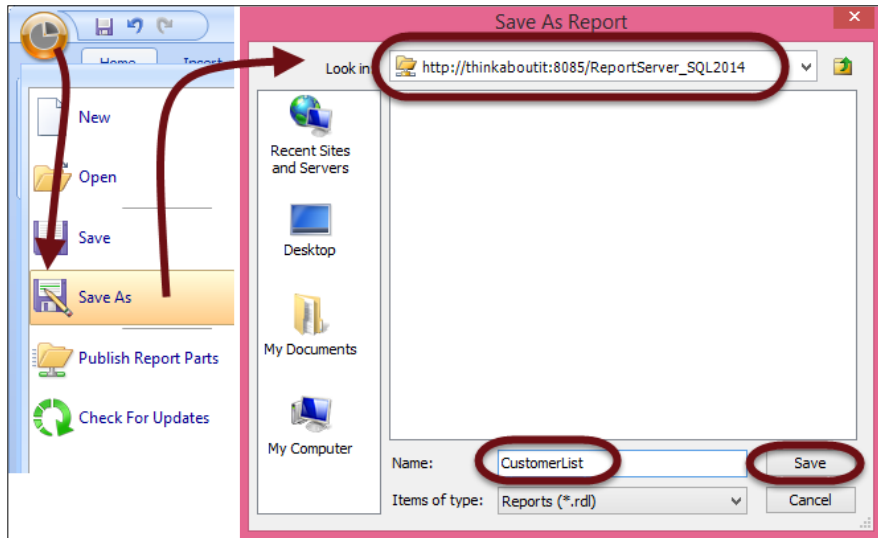 Home Insert
New
Open
Save
Save As
Publish Report Parts
Check For Updates
Save As Report
Look in
http://thinkaboutit:8085/ReportServer_SQL2014
Recent Sites
and Servers
Desktop
My Documents
My Computer
Name: CustomerList Save
Items of type: Reports (*.rdl) Cancel